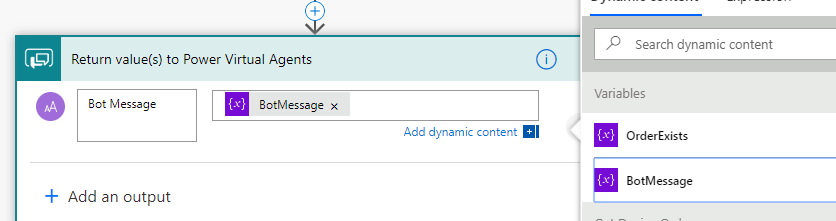 Dynamic content
Expression
Return value(s) to Power Virtual Agents
Search dynamic content
Variables
AA
Bot Message
{x} BotMessage ×
Add dynamic content
{x} OrderExists
{x} BotMessage
+ Add an output